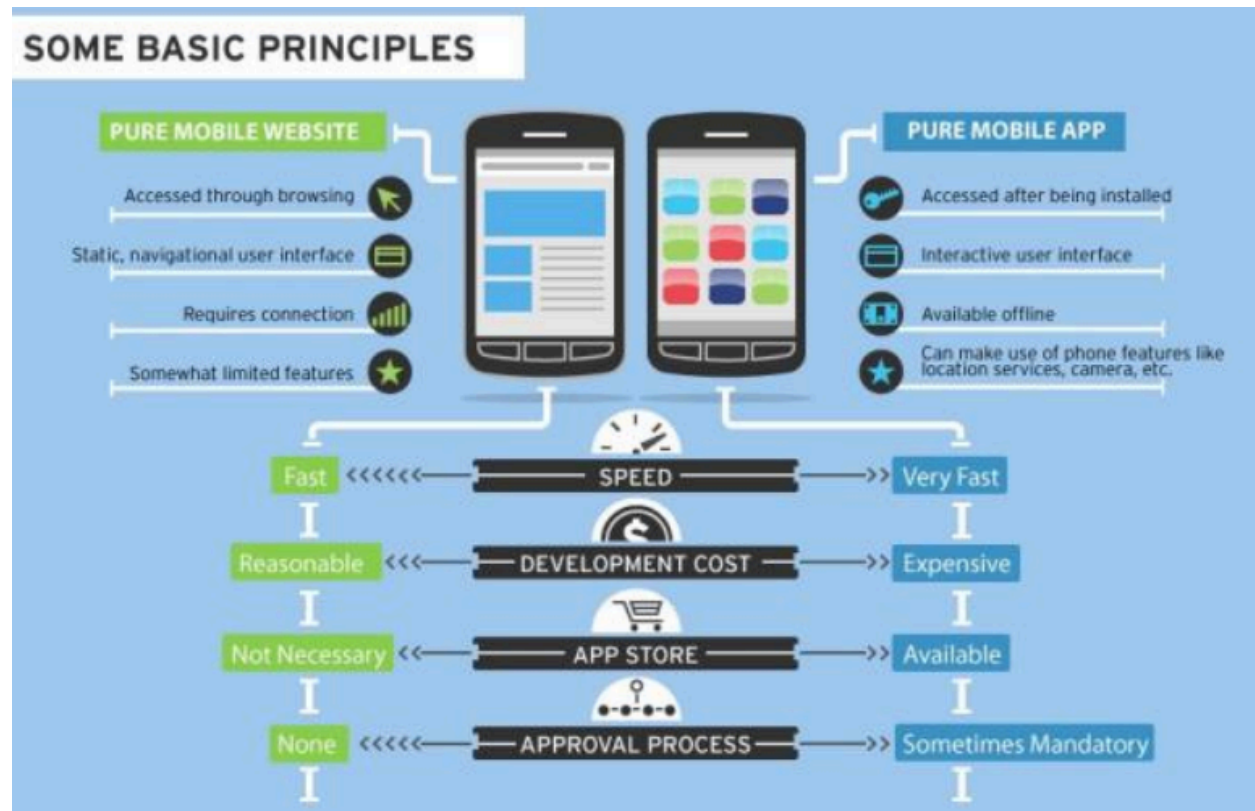 SOME BASIC PRINCIPLES
PURE MOBILE WEBSITE
Accessed through browsing
Static, navigational user interface
Requires connection
Somewhat limited features
PURE MOBILE APP
Accessed after being installed
Interactive user interface
Available offline
Can make use of phone features like
location services, camera, etc.
Fast <<<<<< SPEED >> Very Fast
$
Reasonable <<< DEVELOPMENT COST >> Expensive
Not Necessary << APP STORE >> Available
None <<<<< APPROVAL PROCESS >> Sometimes Mandatory